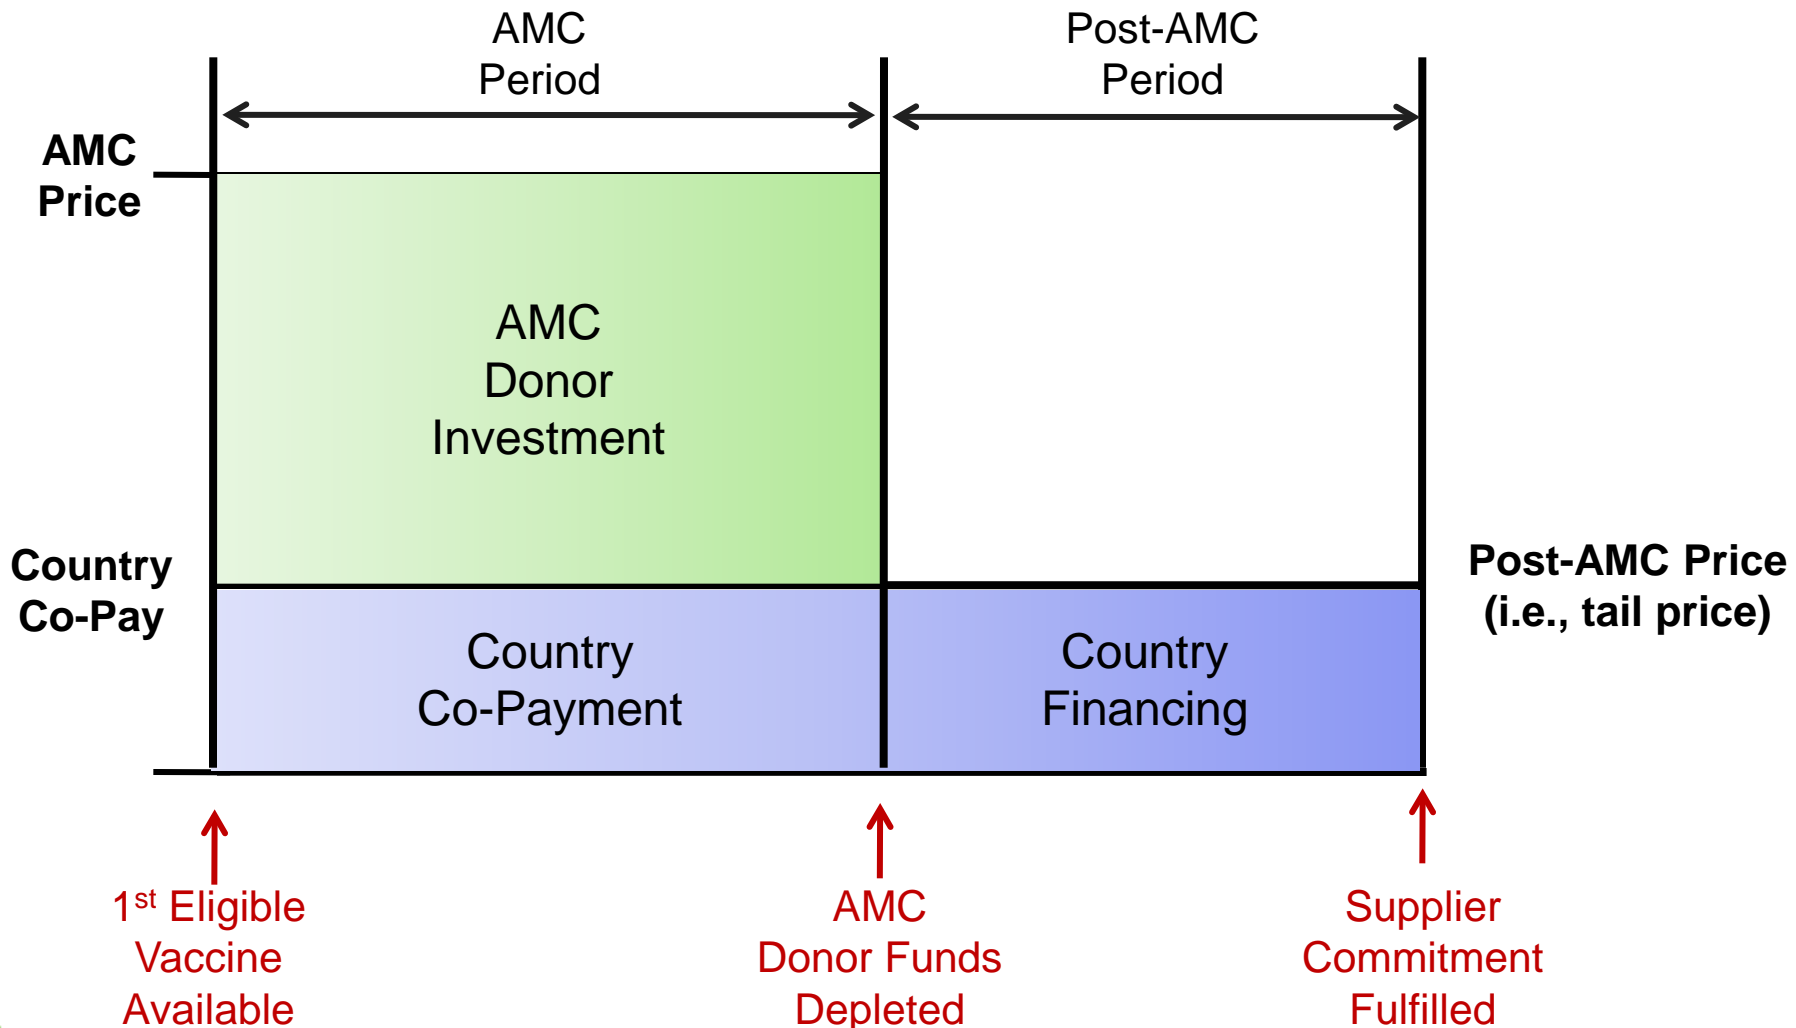 AMC
Period
Post-AMC
Period
AMC
Price
AMC
Donor
Investment
Country
Co-Pay
Post-AMC Price
(i.e., tail price)
Country
Co-Payment
Country
Financing
1st Eligible
Vaccine
Available
AMC
Donor Funds
Depleted
Supplier
Commitment
Fulfilled